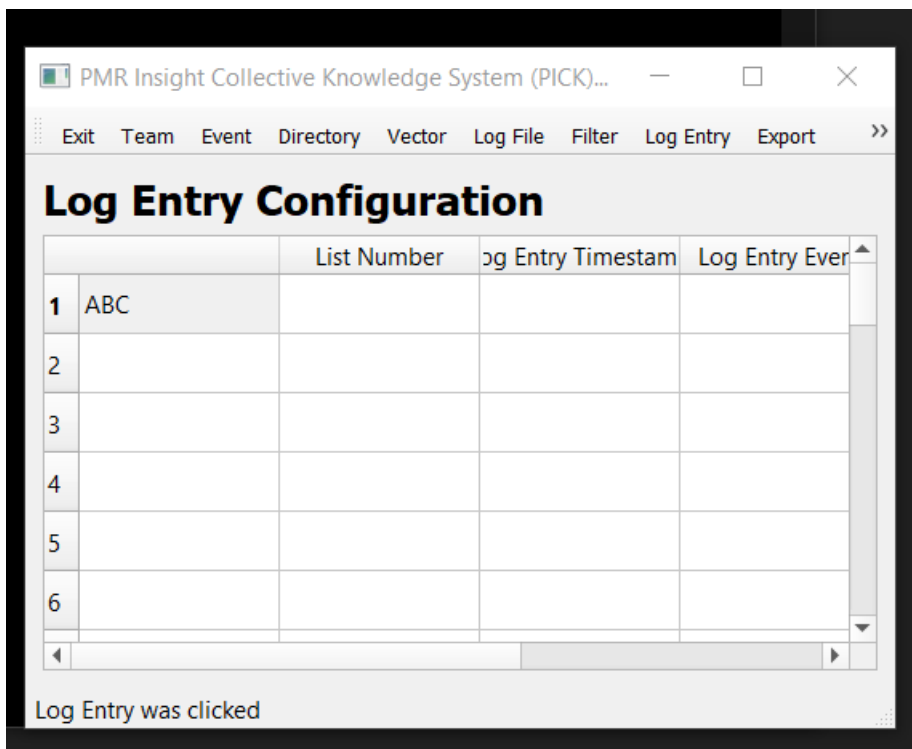 PMR Insight Collective Knowledge System (PICK)...
Exit Team Event Directory Vector Log File Filter Log Entry Export »
Log Entry Configuration
List Number og Entry Timestam Log Entry Ever
1 ABC
2
3
4
5
6
Log Entry was clicked